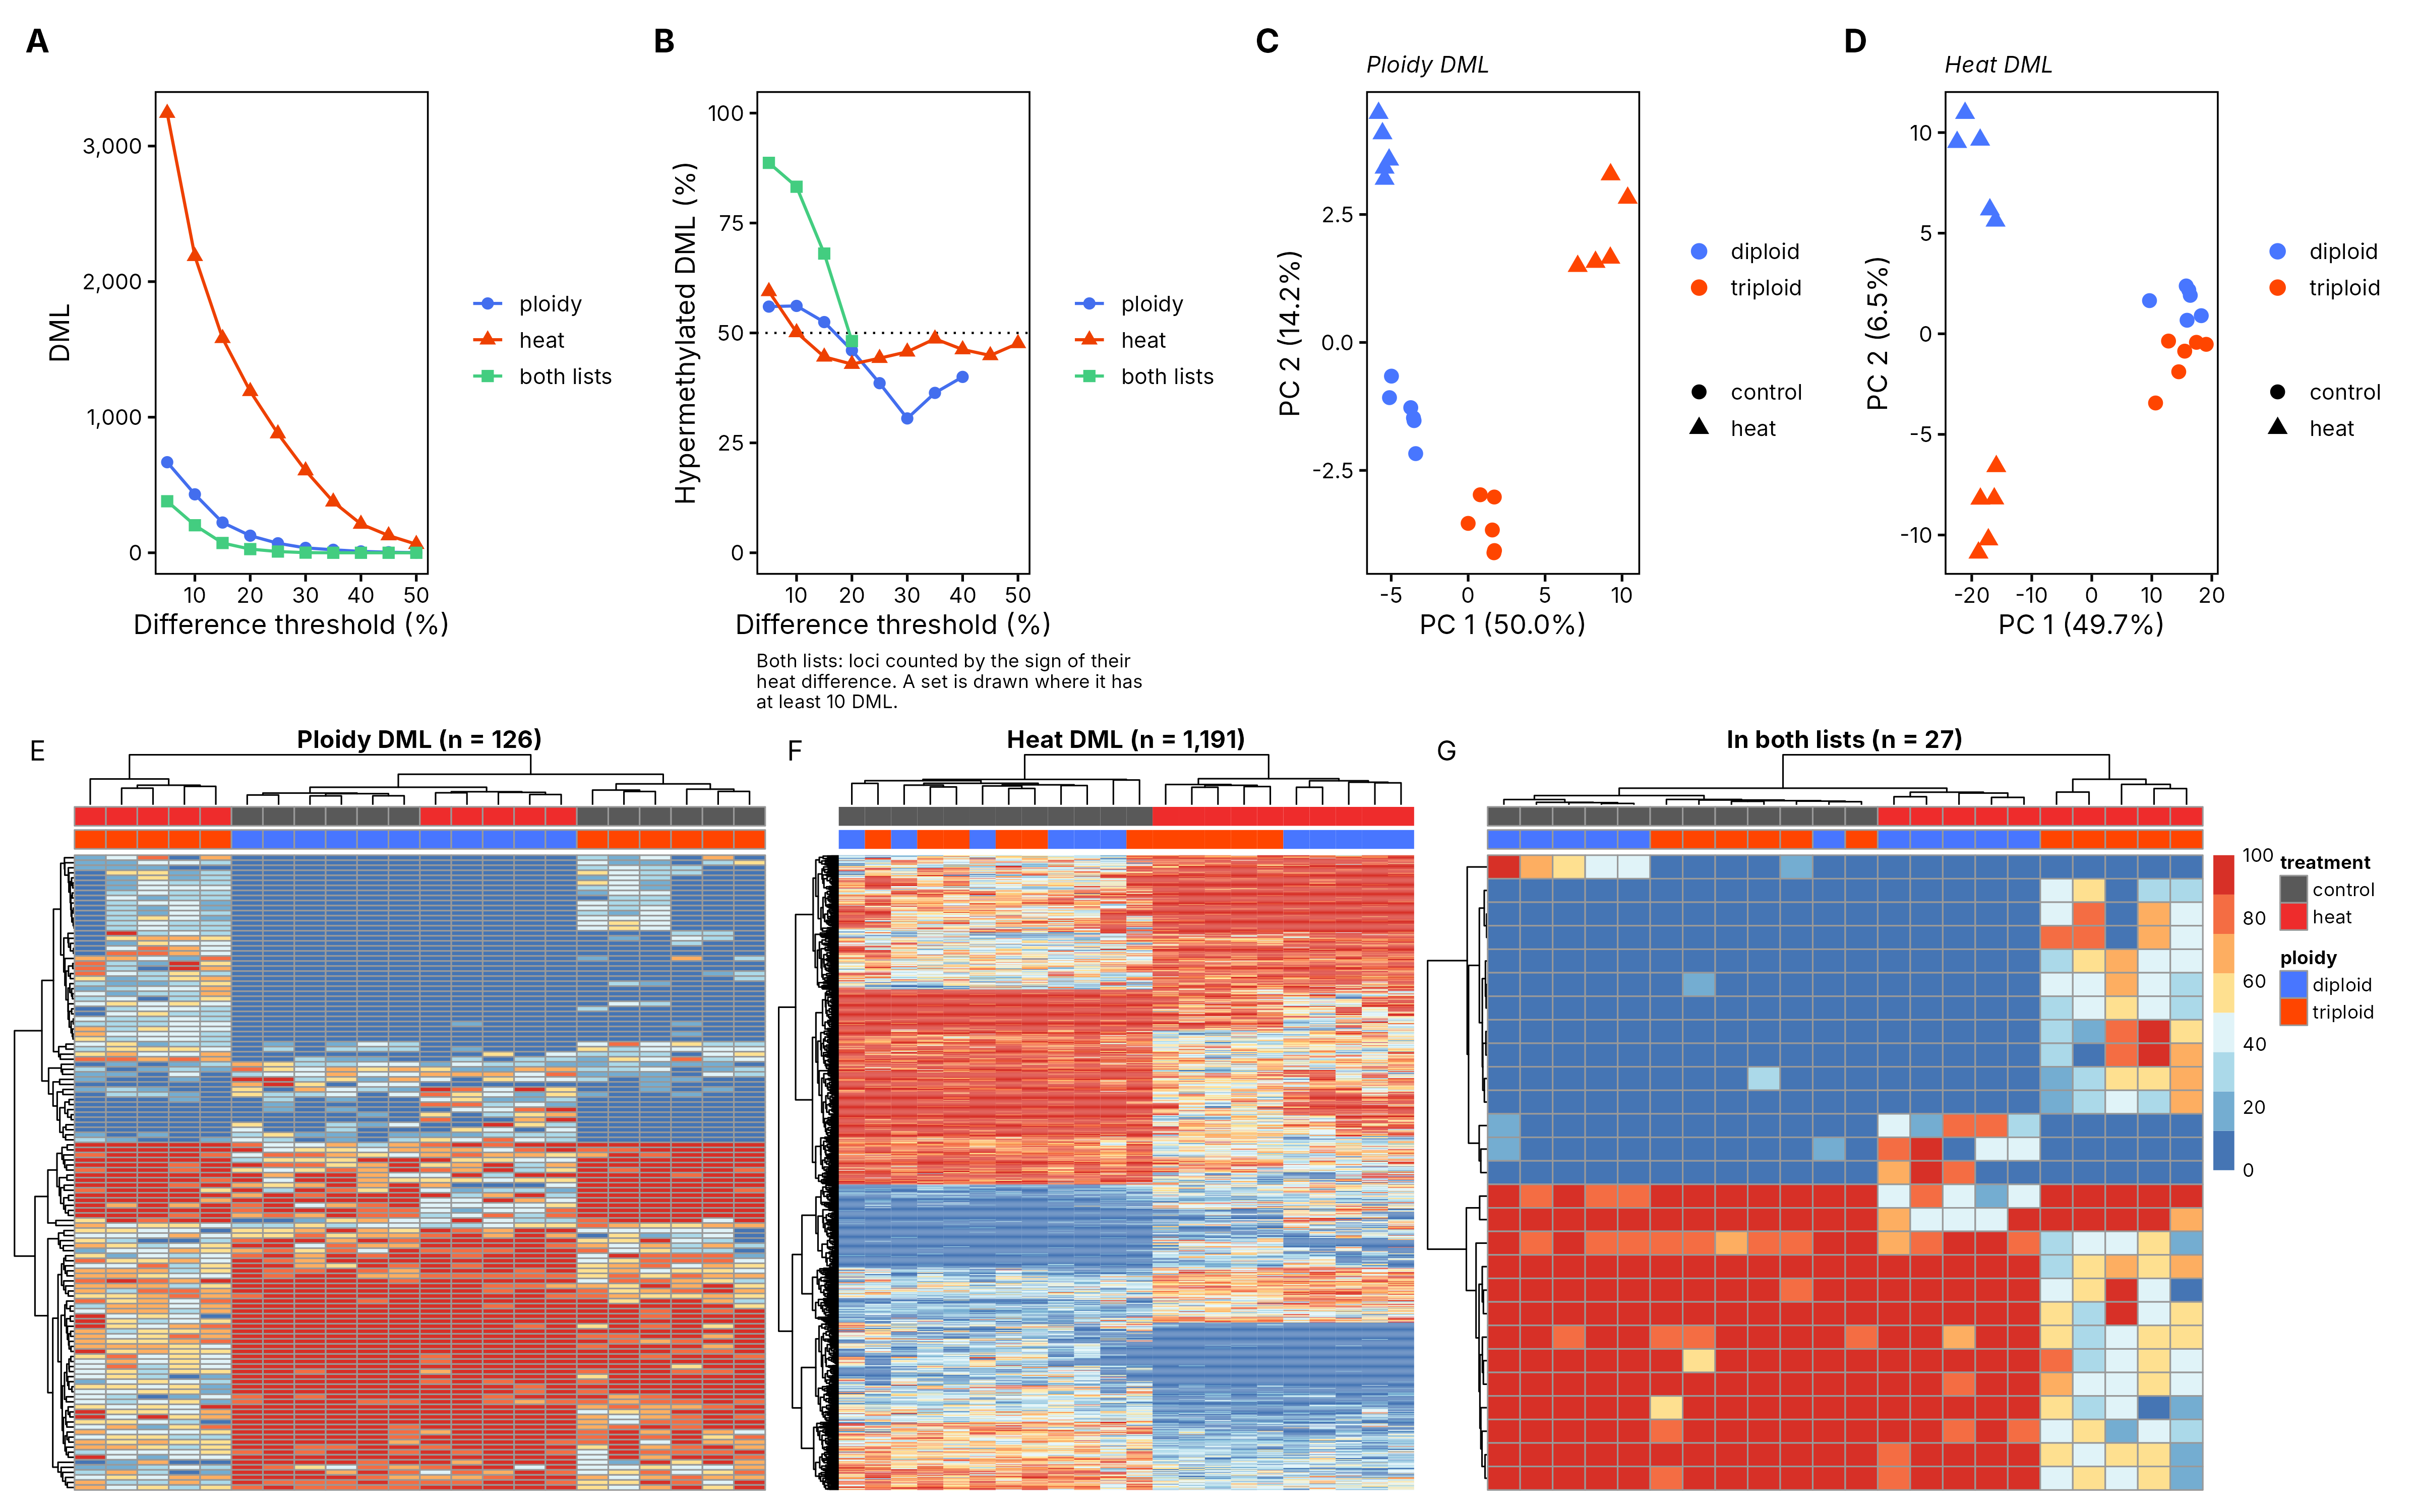 A
3,000
2,000
1,000
0
DML
10 20 30 40 50
Difference threshold (%)
ploidy
heat
both lists
B
100
75
50
25
0
Hypermethylated DML (%)
10 20 30 40 50
Difference threshold (%)
Both lists: loci counted by the sign of their
heat difference. A set is drawn where it has
at least 10 DML.
ploidy
heat
both lists
C
Ploidy DML
2.5
0.0
-2.5
PC 2 (14.2%)
-5 0 5 10
PC 1 (50.0%)
diploid
triploid
control
heat
D
Heat DML
10
5
0
-5
-10
PC 2 (6.5%)
-20 -10 0 10 20
PC 1 (49.7%)
diploid
triploid
control
heat
E
Ploidy DML (n = 126)
F
Heat DML (n = 1,191)
G
In both lists (n = 27)
100
80
60
40
20
0
treatment
control
heat
ploidy
diploid
triploid